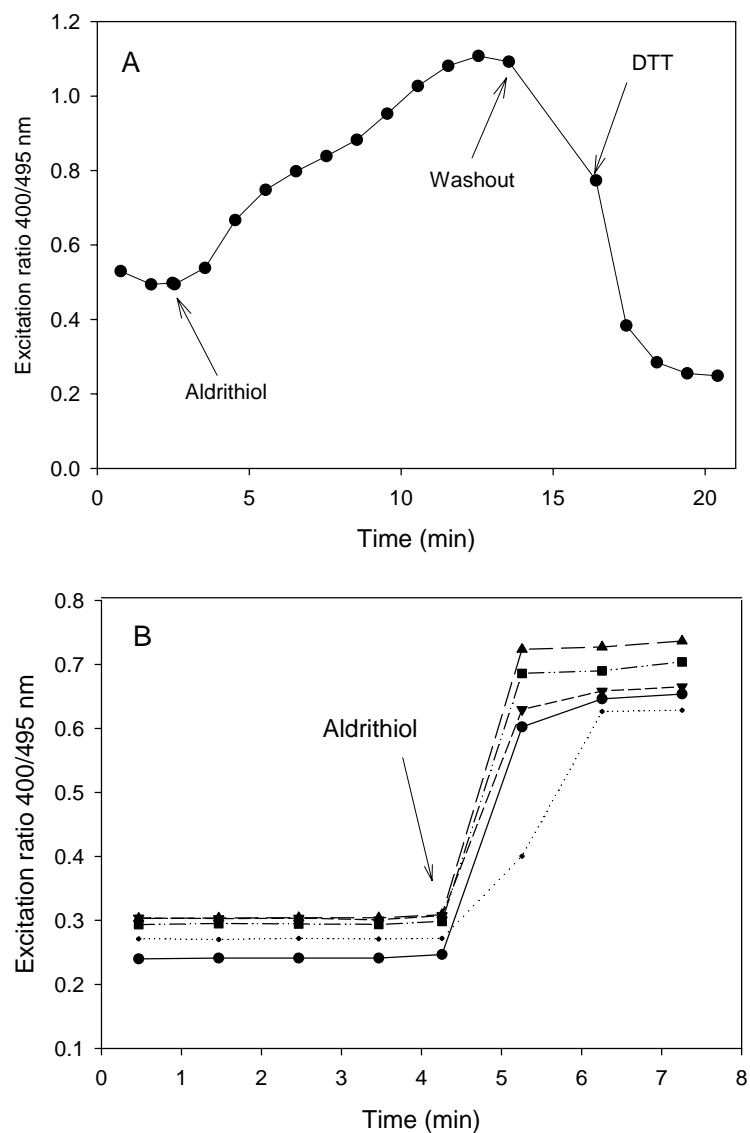 A
Excitation ratio 400/495 nm
1.2
1.0
0.8
0.6
0.4
0.2
0.0
DTT
Washout
Aldrithiol
0 5 10 15 20
Time (min)
B
Excitation ratio 400/495 nm
0.8
0.7
0.6
0.5
0.4
0.3
0.2
0.1
Aldrithiol
0 1 2 3 4 5 6 7 8
Time (min)